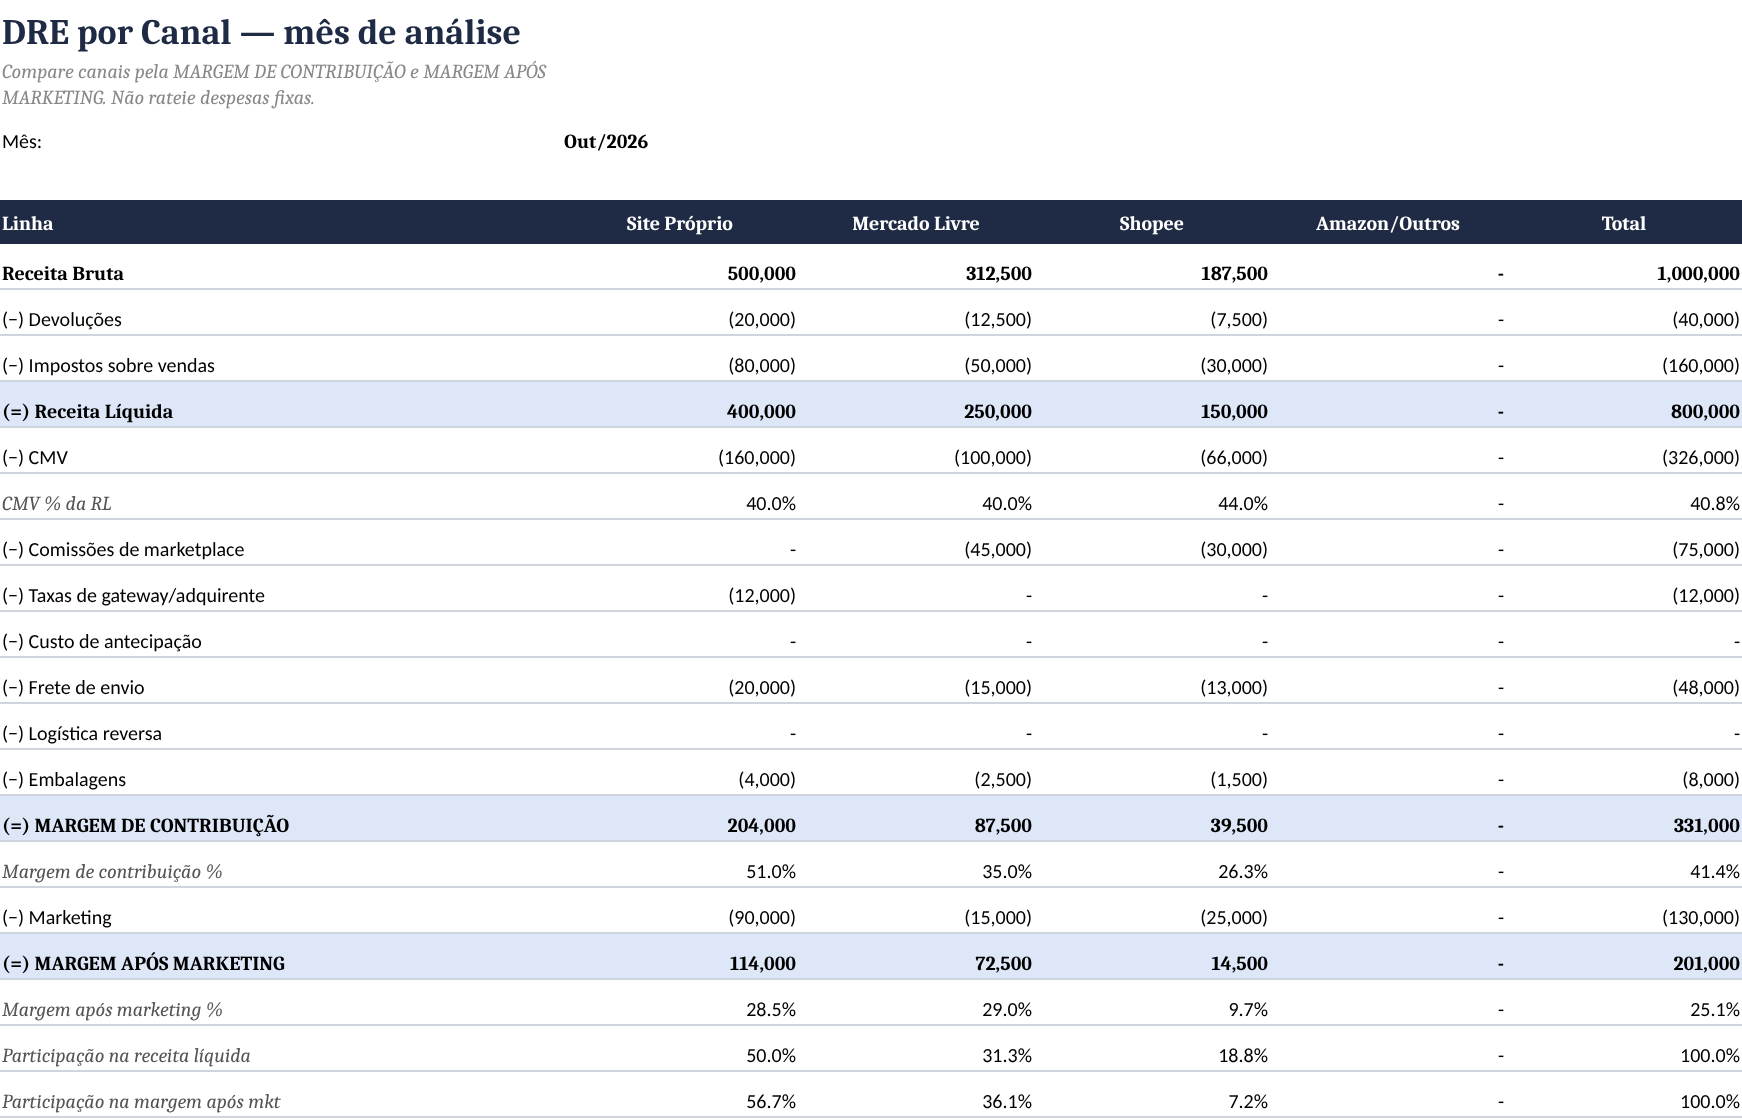 DRE por Canal — mês de análise
Compare canais pela MARGEM DE CONTRIBUIÇÃO e MARGEM APÓS
MARKETING. Não rateie despesas fixas.
Mês: Out/2026
Linha Site Próprio Mercado Livre Shopee Amazon/Outros Total
Receita Bruta 500,000 312,500 187,500 - 1,000,000
(−) Devoluções (20,000) (12,500) (7,500) - (40,000)
(−) Impostos sobre vendas (80,000) (50,000) (30,000) - (160,000)
(=) Receita Líquida 400,000 250,000 150,000 - 800,000
(−) CMV (160,000) (100,000) (66,000) - (326,000)
CMV % da RL 40.0% 40.0% 44.0% - 40.8%
(−) Comissões de marketplace - (45,000) (30,000) - (75,000)
(−) Taxas de gateway/adquirente (12,000) - - - (12,000)
(−) Custo de antecipação - - - - -
(−) Frete de envio (20,000) (15,000) (13,000) - (48,000)
(−) Logística reversa - - - - -
(−) Embalagens (4,000) (2,500) (1,500) - (8,000)
(=) MARGEM DE CONTRIBUIÇÃO 204,000 87,500 39,500 - 331,000
Margem de contribuição % 51.0% 35.0% 26.3% - 41.4%
(−) Marketing (90,000) (15,000) (25,000) - (130,000)
(=) MARGEM APÓS MARKETING 114,000 72,500 14,500 - 201,000
Margem após marketing % 28.5% 29.0% 9.7% - 25.1%
Participação na receita líquida 50.0% 31.3% 18.8% - 100.0%
Participação na margem após mkt 56.7% 36.1% 7.2% - 100.0%